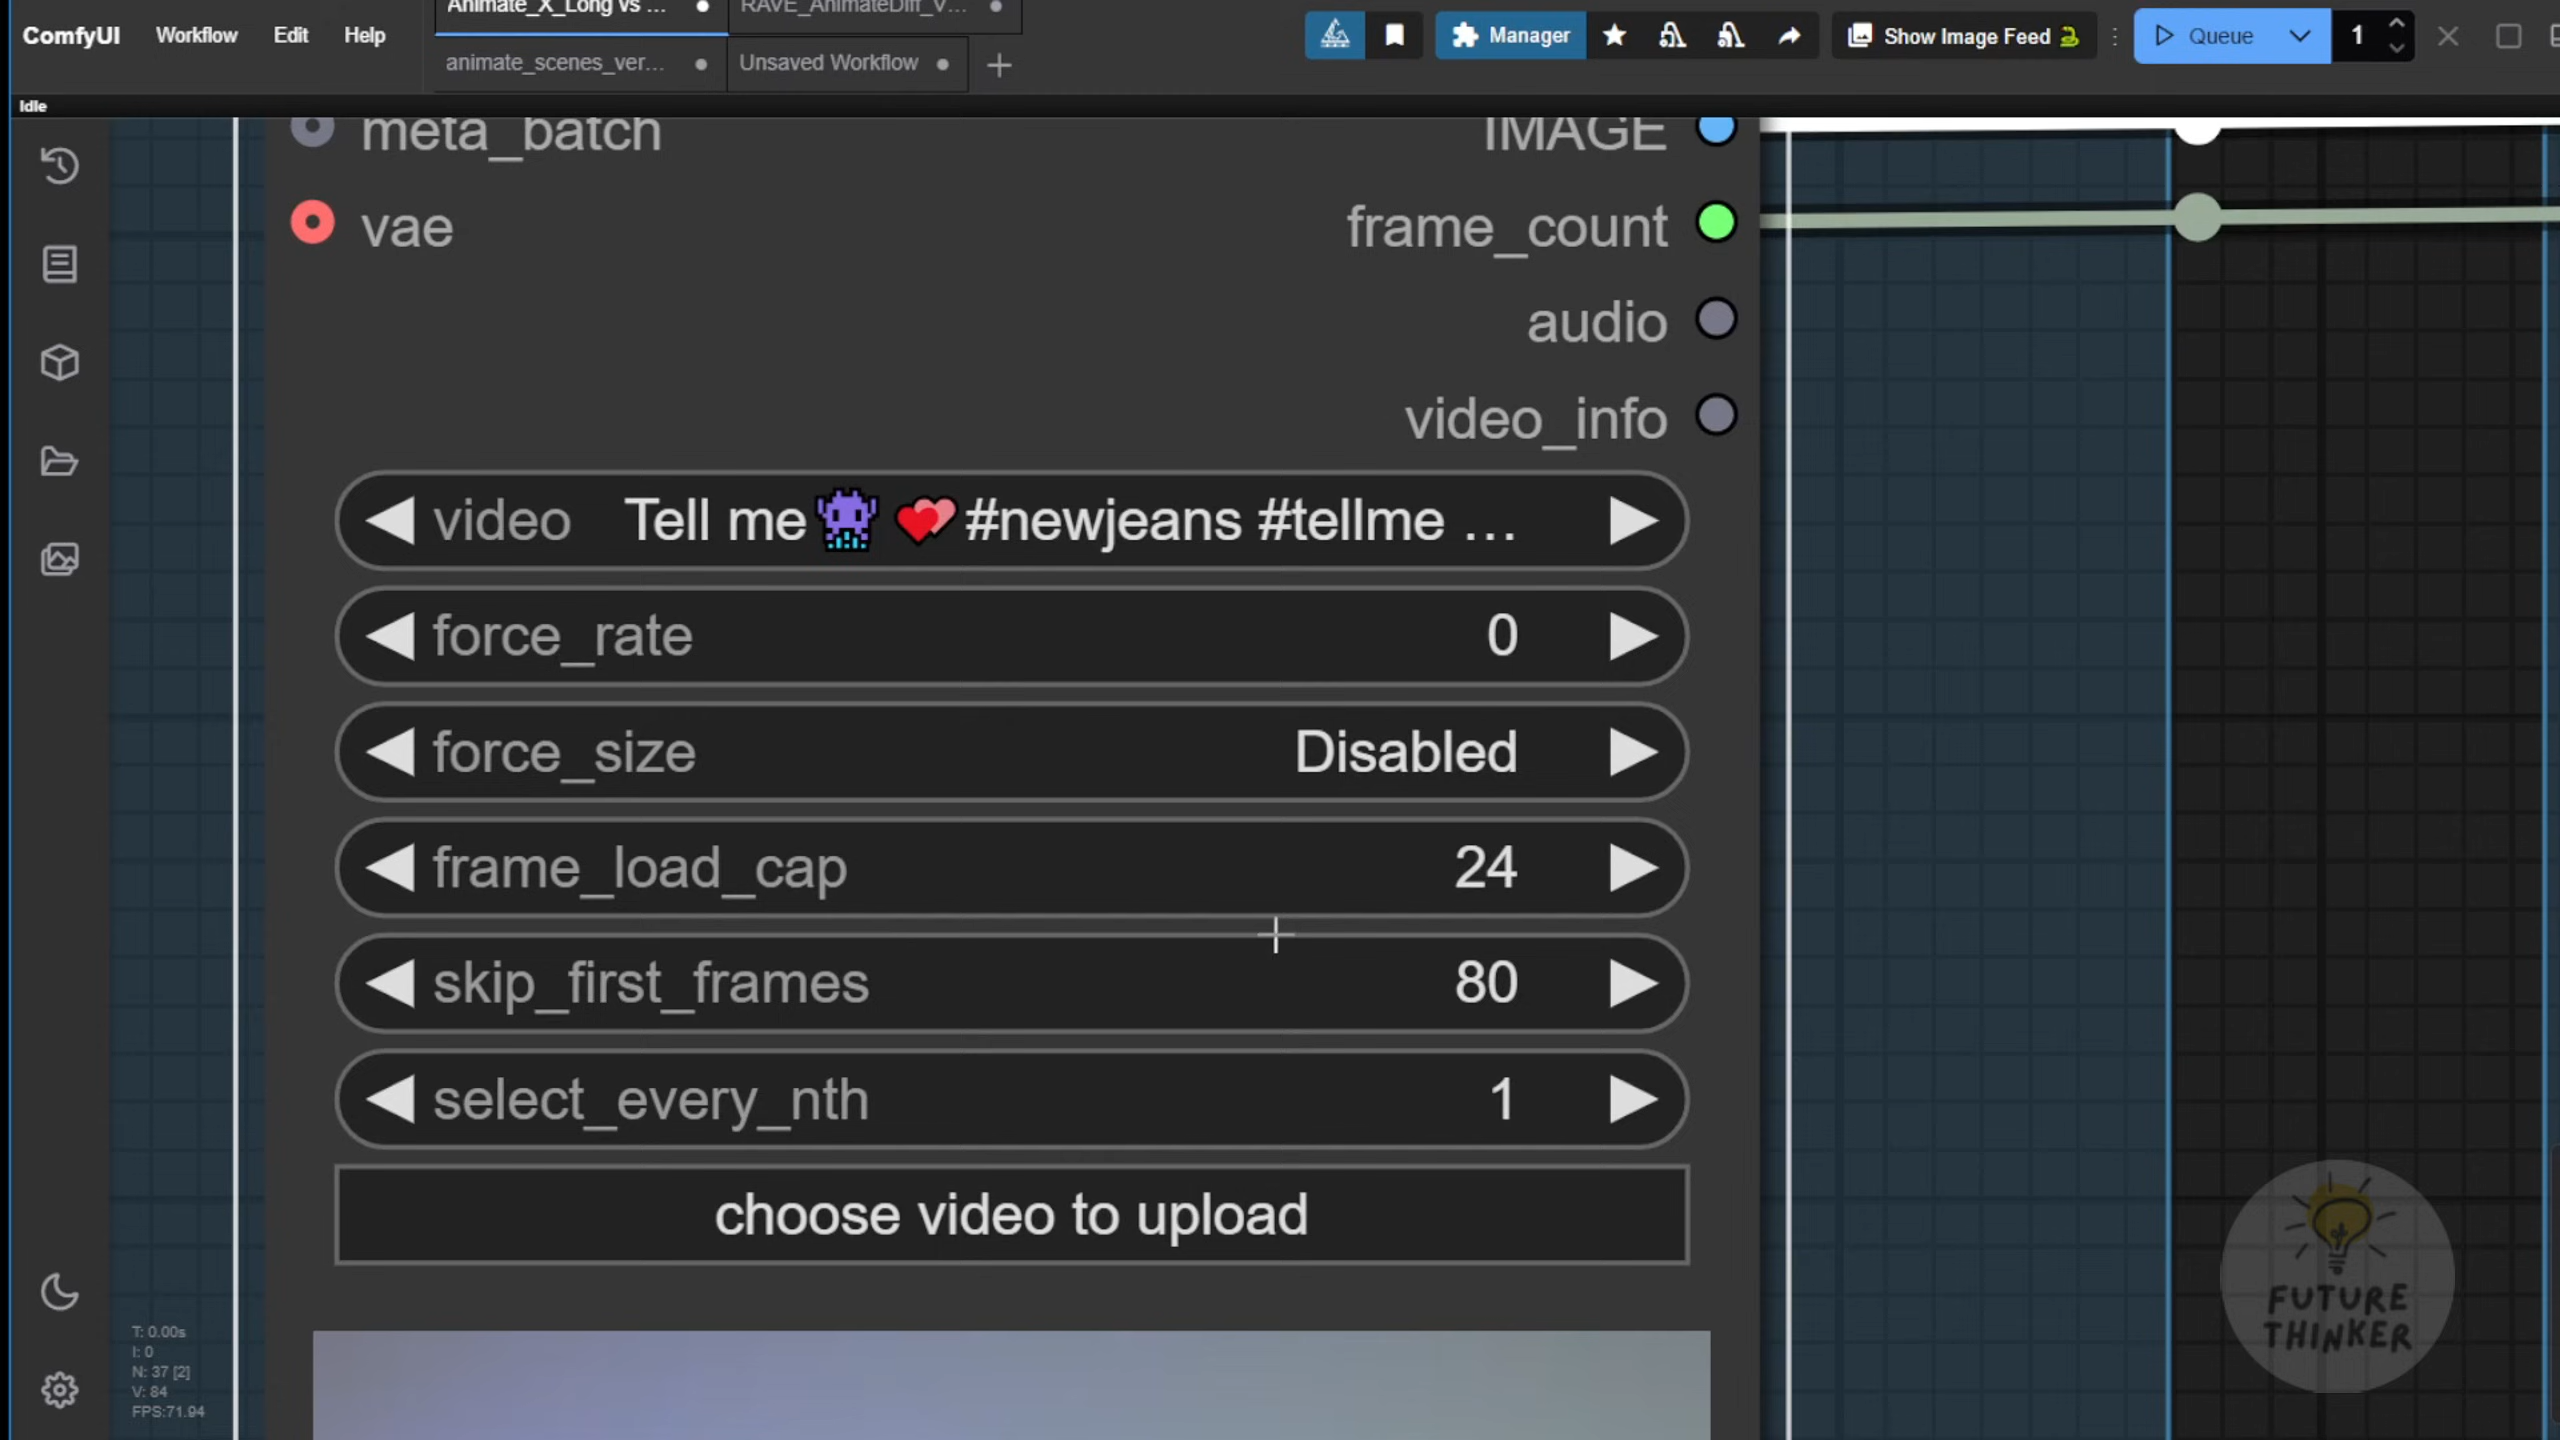 ComfyUI
Workflow
Edit
Help
Animate_X_Long vs ...
RAVE_AnimateDiff_V...
animate_scenes_ver...
Unsaved Workflow
Manager
Show Image Feed
Queue
1
Idle
meta_batch
IMAGE
vae
frame_count
audio
video_info
video Tell me👾 💕 #newjeans #tellme ...
force_rate 0
force_size Disabled
frame_load_cap 24
skip_first_frames 80
select_every_nth 1
choose video to upload
T: 0.00s
I: 0
N: 37 [2]
V: 84
FPS:71.94
FUTURE
THINKER